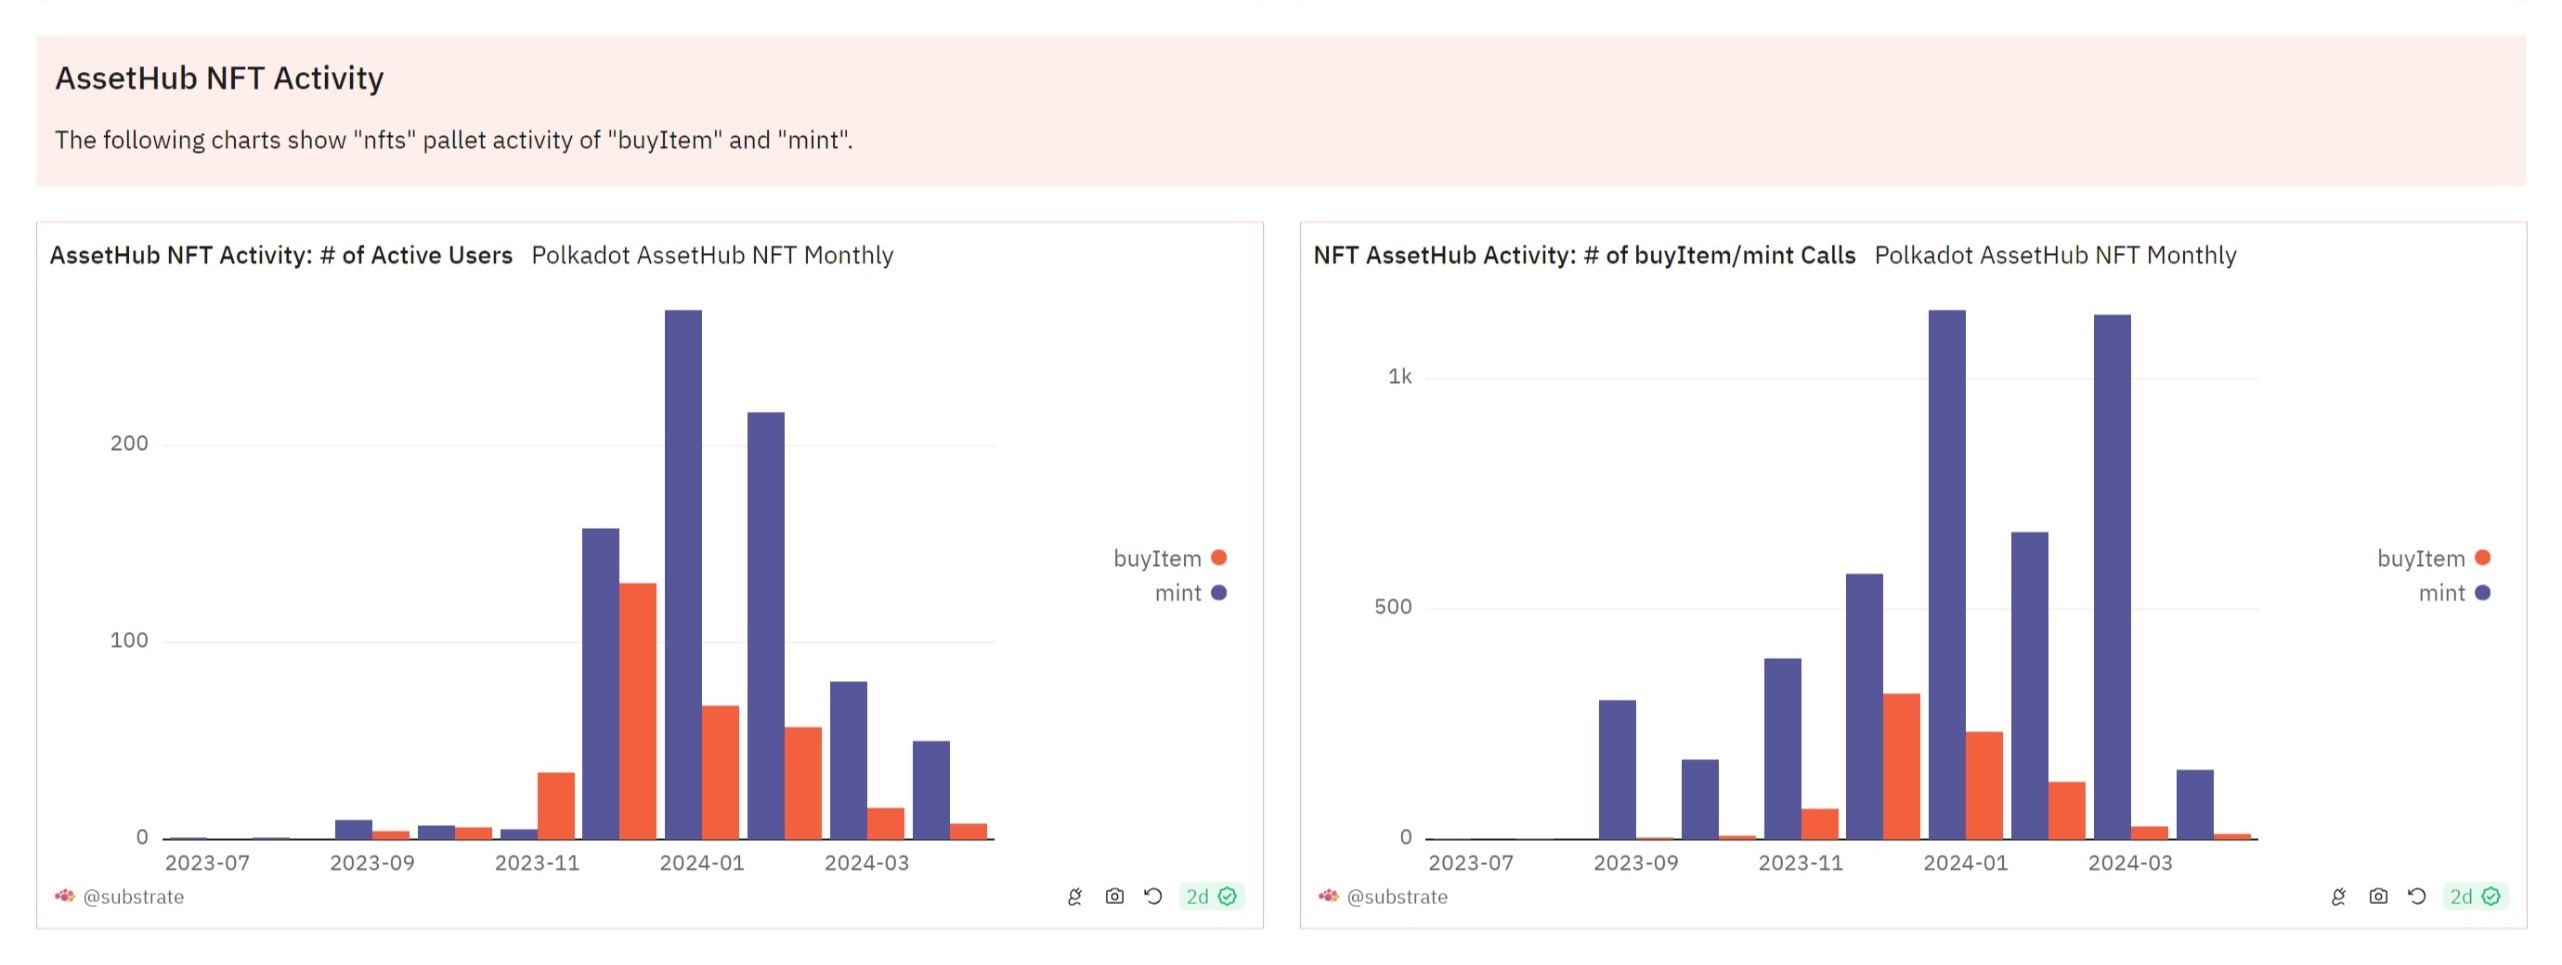 AssetHub NFT Activity
The following charts show "nfts" pallet activity of "buyItem" and "mint".
AssetHub NFT Activity: # of Active Users Polkadot AssetHub NFT Monthly
200
100
0
2023-07 2023-09 2023-11 2024-01 2024-03
buyItem
mint
@substrate
2d
NFT AssetHub Activity: # of buyItem/mint Calls Polkadot AssetHub NFT Monthly
1k
500
0
2023-07 2023-09 2023-11 2024-01 2024-03
buyItem
mint
@substrate
2d